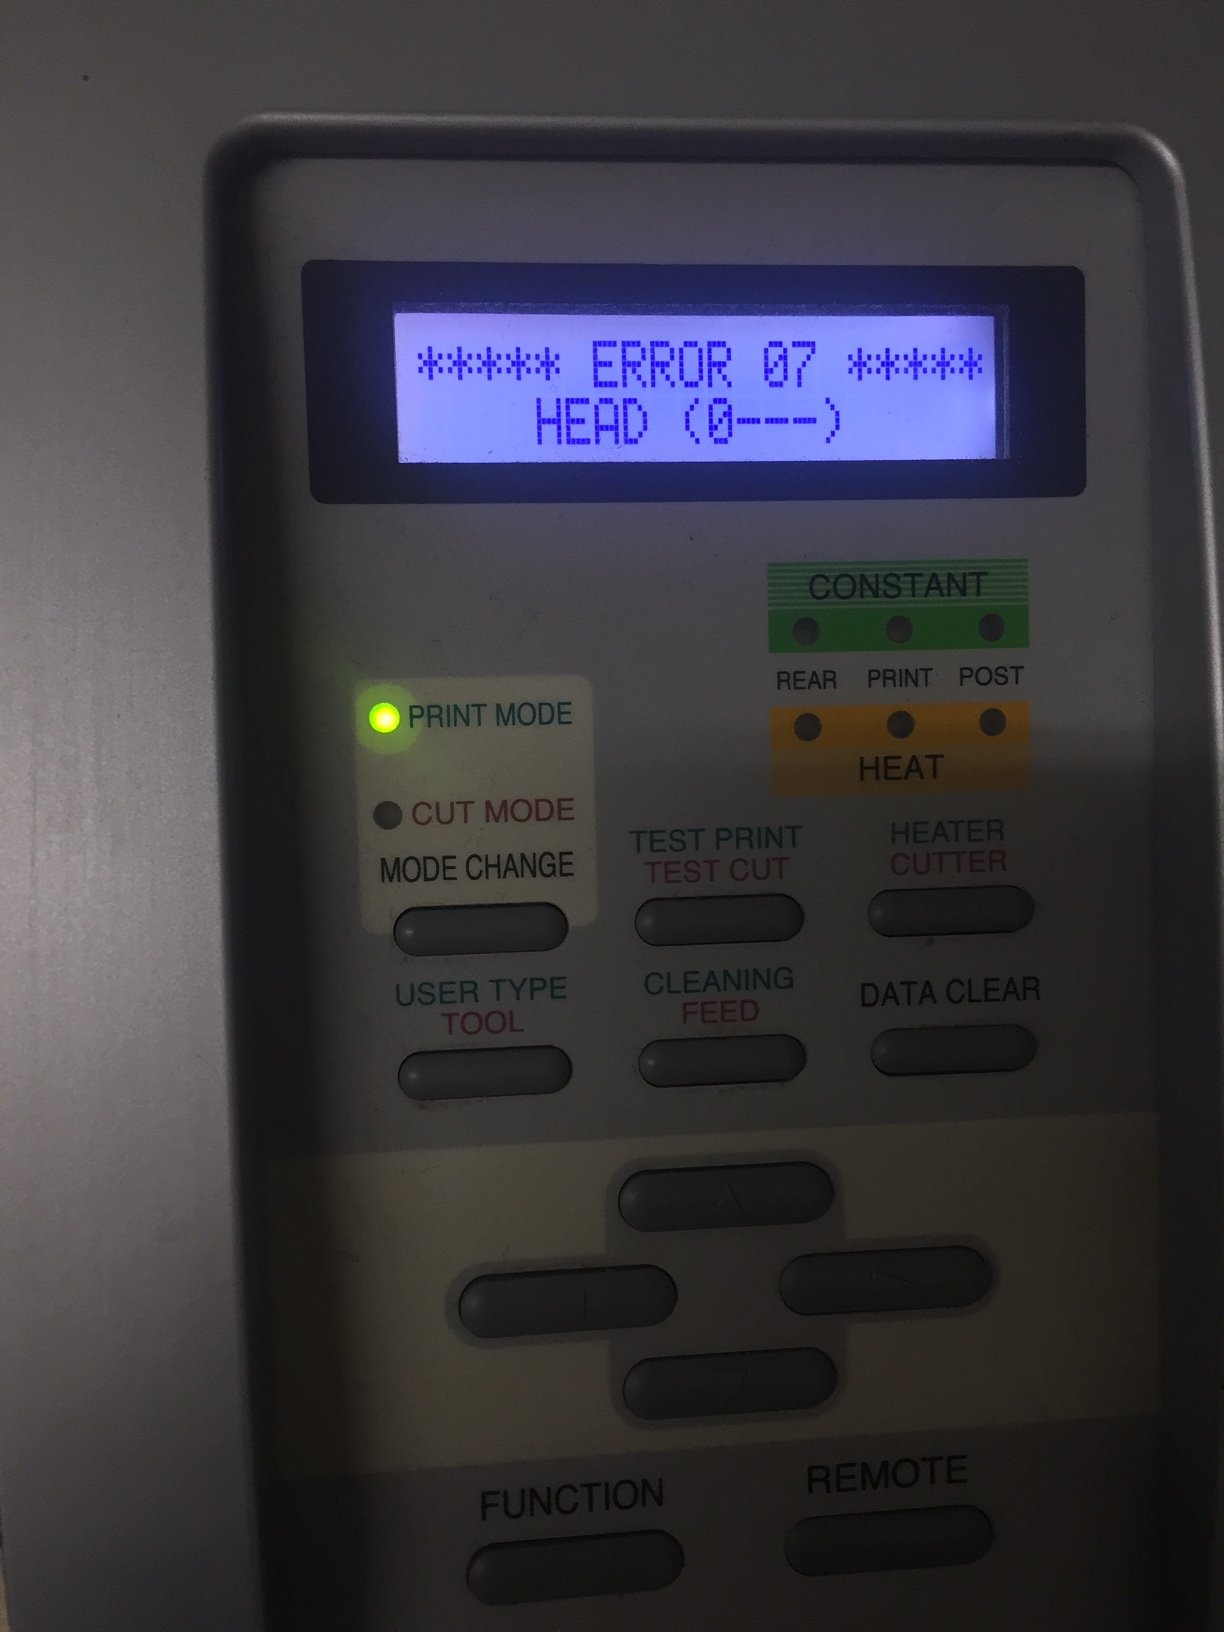 ***** ERROR 07 *****
HEAD (0---)
CONSTANT
REAR PRINT POST
HEAT
PRINT MODE
CUT MODE
MODE CHANGE
TEST PRINT
TEST CUT
HEATER
CUTTER
USER TYPE
TOOL
CLEANING
FEED
DATA CLEAR
FUNCTION
REMOTE